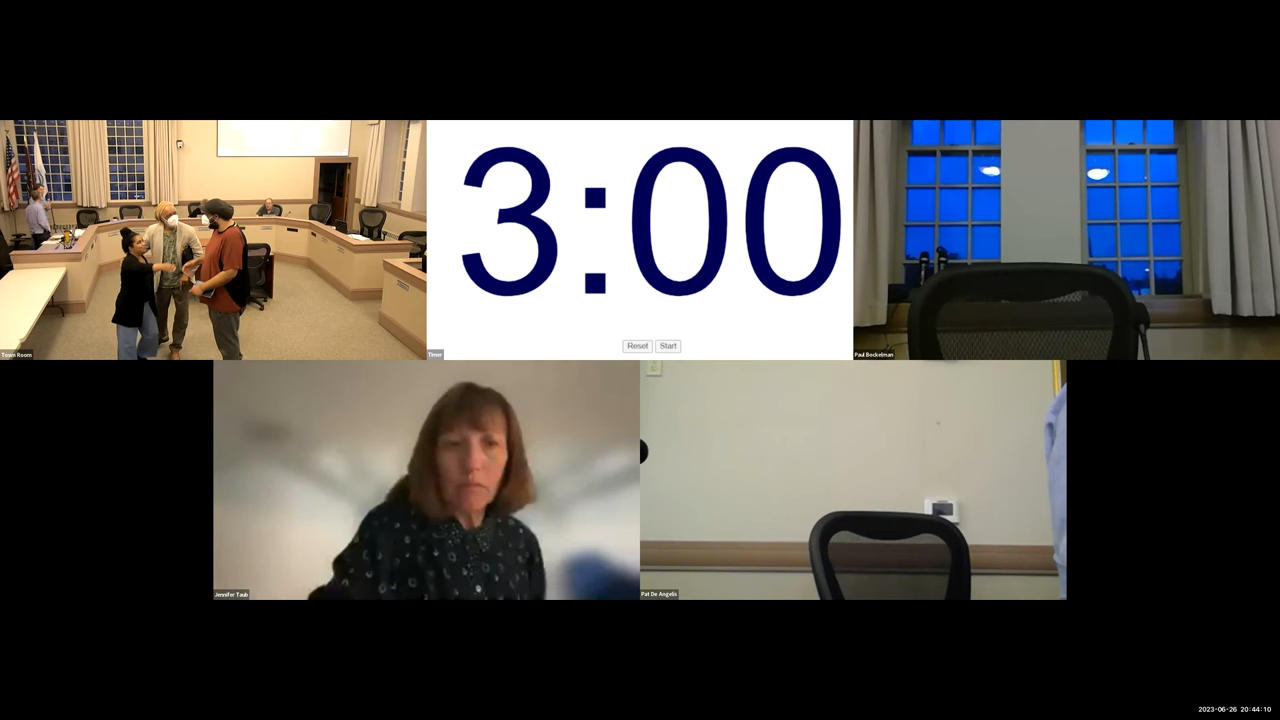 3:00
Reset Start
Town Room
Timer
Paul Bockelman
Jennifer Taub
Pat De Angelis
2023-06-26 20:44:10